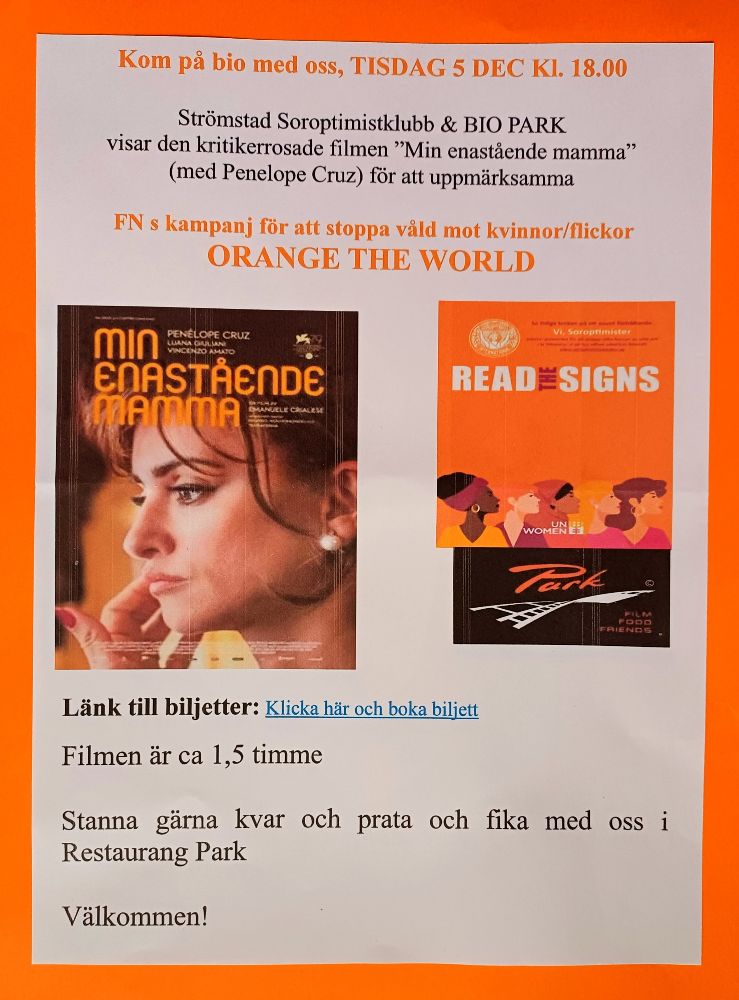 Kom på bio med oss, TISDAG 5 DEC Kl. 18.00
Strömstad Soroptimistklubb & BIO PARK
visar den kritikerrosade filmen ”Min enastående mamma”
(med Penelope Cruz) för att uppmärksamma
FN s kampanj för att stoppa våld mot kvinnor/flickor
ORANGE THE WORLD
MIN
ENASTÅENDE
MAMMA
PENÉLOPE CRUZ
LUANA GIULIANI
VINCENZO AMATO
79
EN FILM AV
EMANUELE CRIALESE
Se tidiga tecken på ett osunt förhållande.
Vi, Soroptimister
READ THE SIGNS
UN
WOMEN
Park ©
FILM
FOOD
FRIENDS
Länk till biljetter: Klicka här och boka biljett
Filmen är ca 1,5 timme
Stanna gärna kvar och prata och fika med oss i
Restaurang Park
Välkommen!